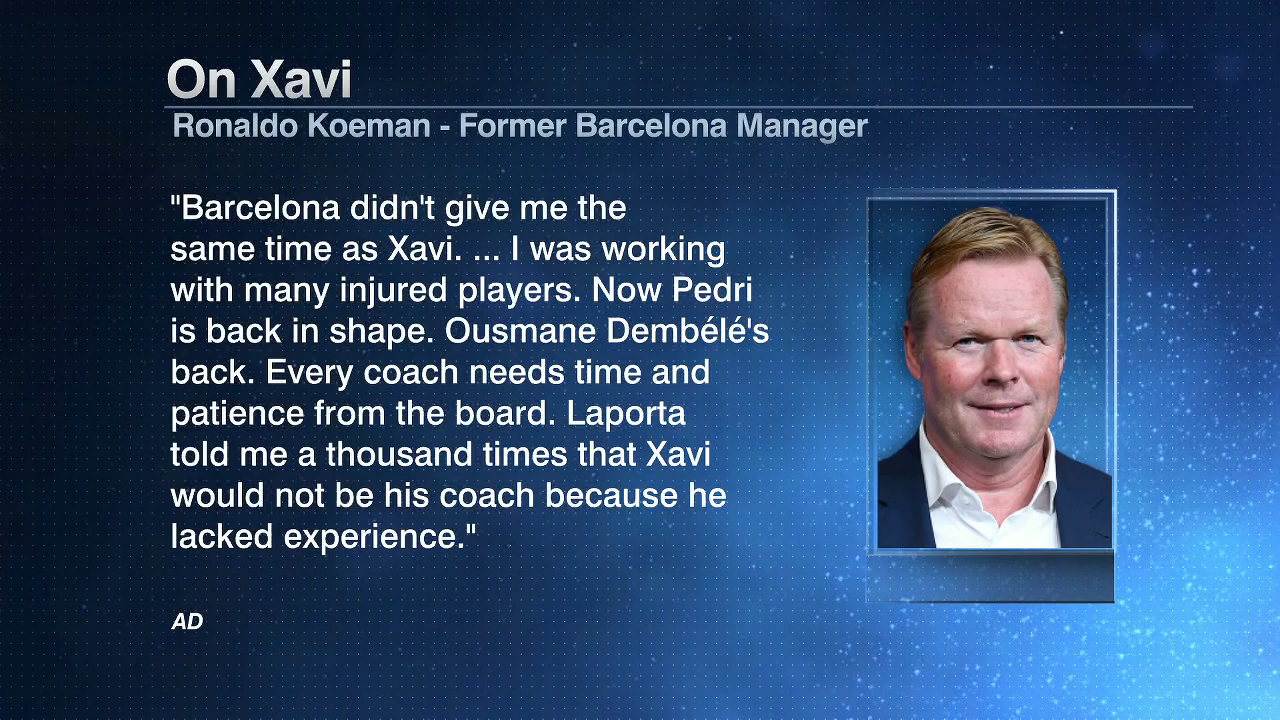 On Xavi
Ronaldo Koeman - Former Barcelona Manager
"Barcelona didn't give me the
same time as Xavi. ... I was working
with many injured players. Now Pedri
is back in shape. Ousmane Dembélé's
back. Every coach needs time and
patience from the board. Laporta
told me a thousand times that Xavi
would not be his coach because he
lacked experience."
AD